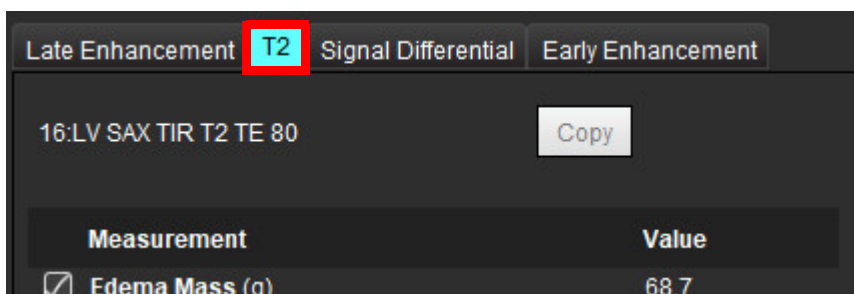 Late Enhancement T2 Signal Differential Early Enhancement
16:LV SAX TIR T2 TE 80 Copy
Measurement Value
Edema Mass (g) 68.7